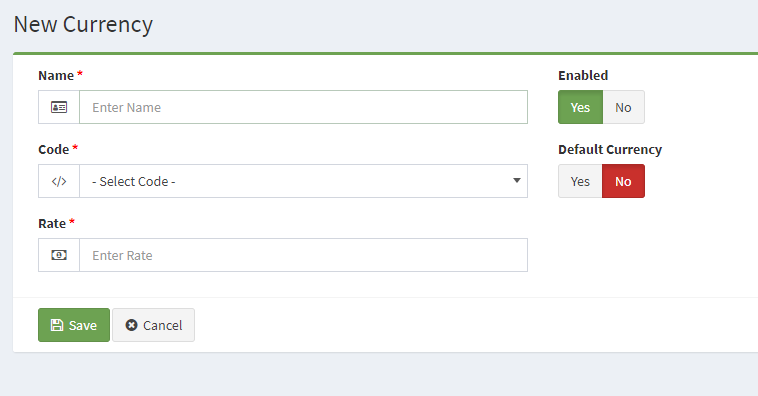 New Currency
Name *
Enter Name
Enabled
Yes No
Code *
</> - Select Code -
Default Currency
Yes No
Rate *
Enter Rate
Save Cancel